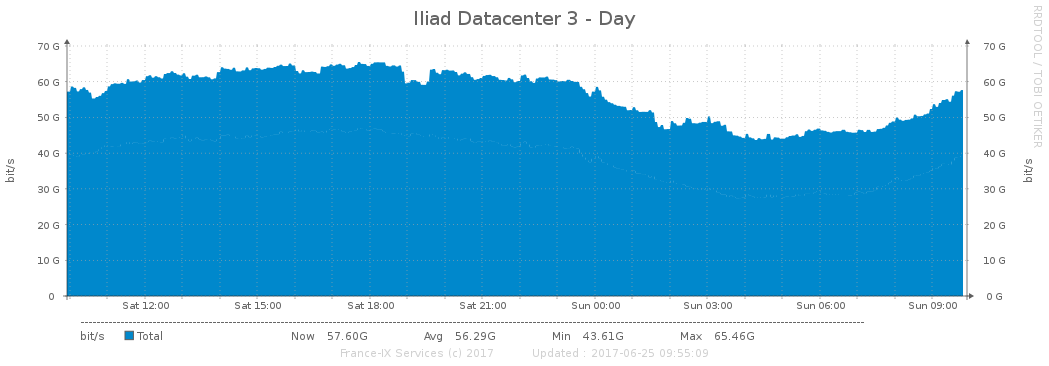 Iliad Datacenter 3 - Day
RRDTOOL / TOBI OETIKER
70 G 70 G
60 G 60 G
50 G 50 G
40 G 40 G
30 G 30 G
20 G 20 G
10 G 10 G
0 0 G
bit/s bit/s
Sat 12:00 Sat 15:00 Sat 18:00 Sat 21:00 Sun 00:00 Sun 03:00 Sun 06:00 Sun 09:00
bit/s Total Now 57.60G Avg 56.29G Min 43.61G Max 65.46G
France-IX Services (c) 2017 Updated : 2017-06-25 09:55:09